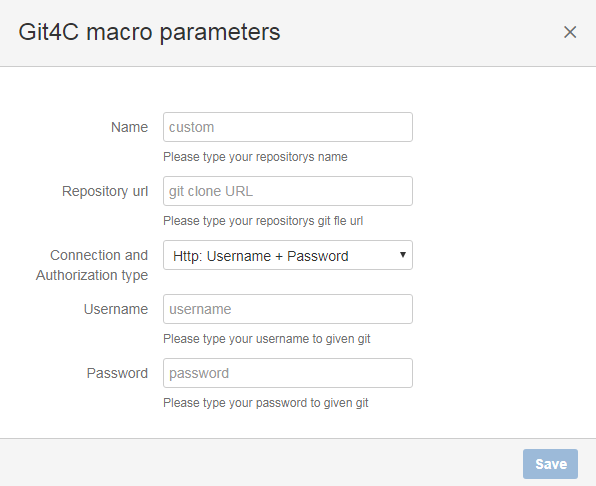 Git4C macro parameters
Name
custom
Please type your repositorys name
Repository url
git clone URL
Please type your repositorys git fle url
Connection and
Authorization type
Http: Username + Password
Username
username
Please type your username to given git
Password
password
Please type your password to given git
Save